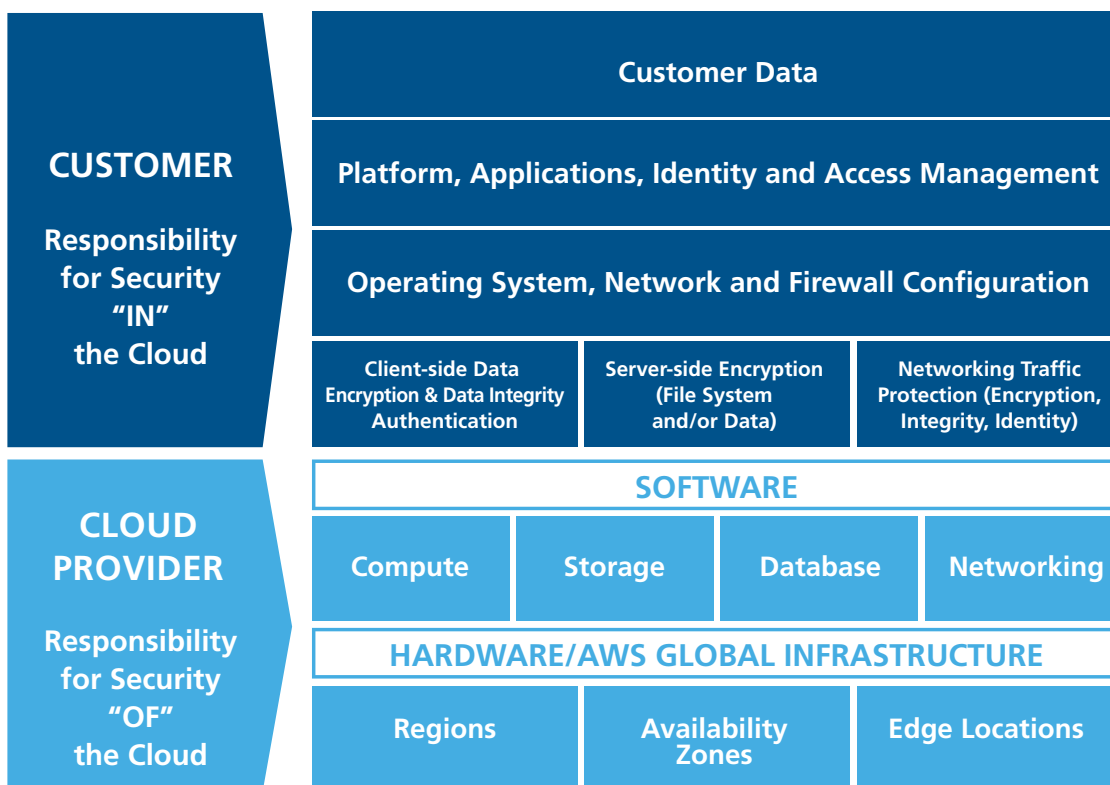 CUSTOMER
Responsibility
for Security
“IN”
the Cloud
Customer Data
Platform, Applications, Identity and Access Management
Operating System, Network and Firewall Configuration
Client-side Data
Encryption & Data Integrity
Authentication
Server-side Encryption
(File System
and/or Data)
Networking Traffic
Protection (Encryption,
Integrity, Identity)
CLOUD
PROVIDER
Responsibility
for Security
“OF”
the Cloud
SOFTWARE
Compute
Storage
Database
Networking
HARDWARE/AWS GLOBAL INFRASTRUCTURE
Regions
Availability
Zones
Edge Locations